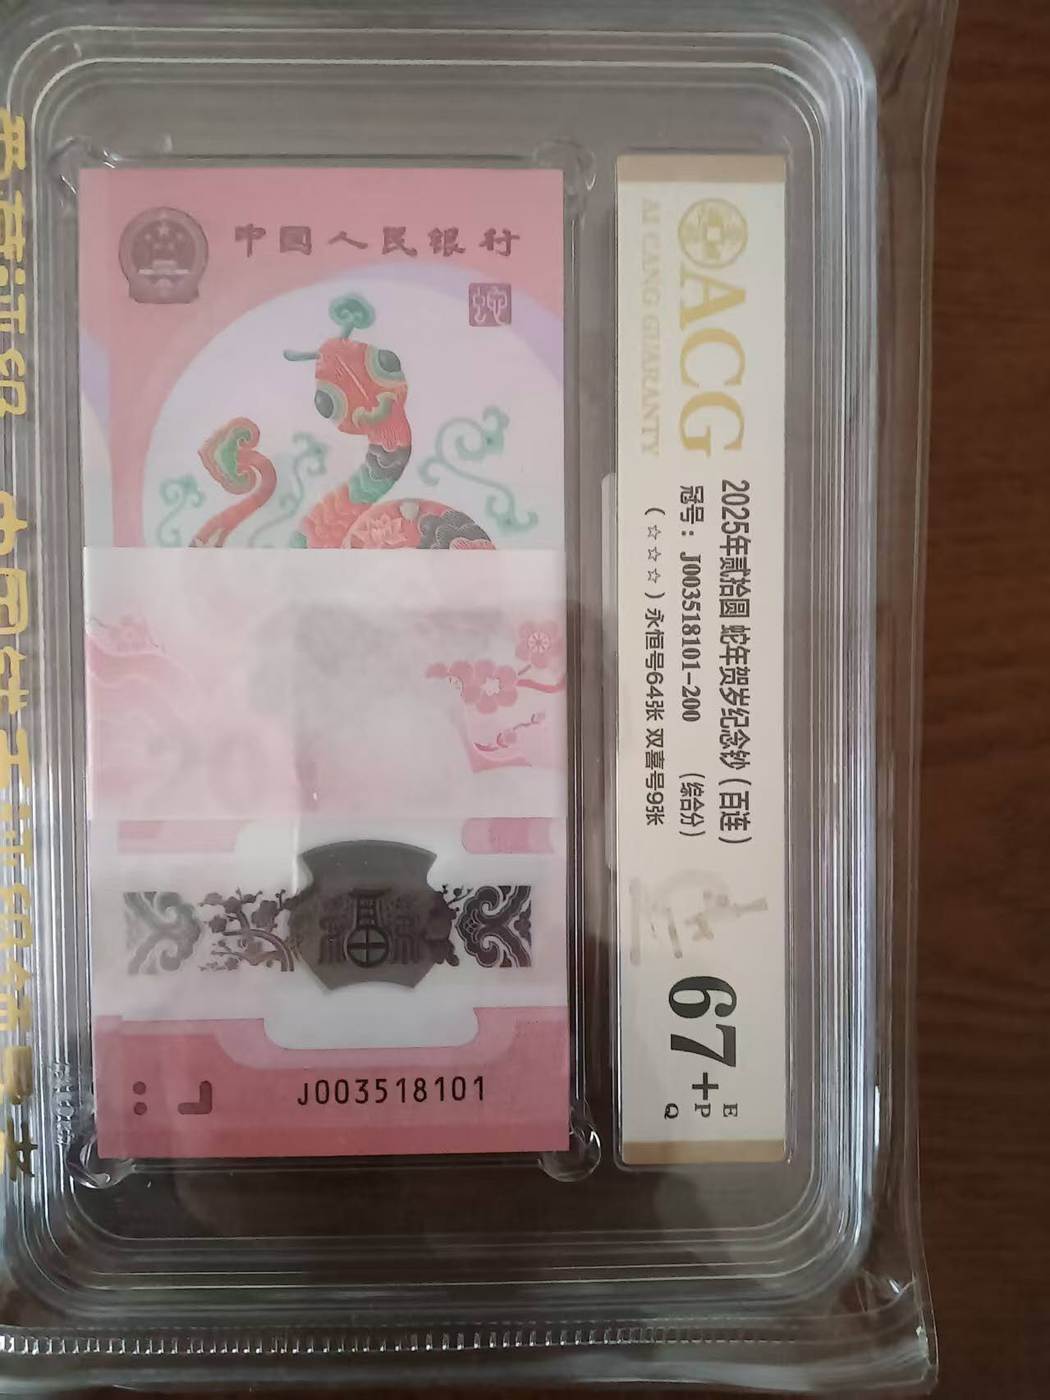 中国人民银行
蛇
J003518101
ACG
AI CANG GUARANTY
2025年贰拾圆 蛇年贺岁纪念钞(百连)
冠号:J003518101-200 (综合分)
(☆☆☆)永恒号64张 双喜号9张
67+
E
P
Q